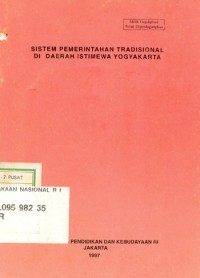 Milik Depdikbud
Tidak Diperdagangkan
SISTEM PEMERINTAHAN TRADISIONAL
DI DAERAH ISTIMEWA YOGYAKARTA
PUSAT
AKAAN NASIONAL R I
.095 982 35
R
PENDIDIKAN DAN KEBUDAYAAN RI
JAKARTA
1997